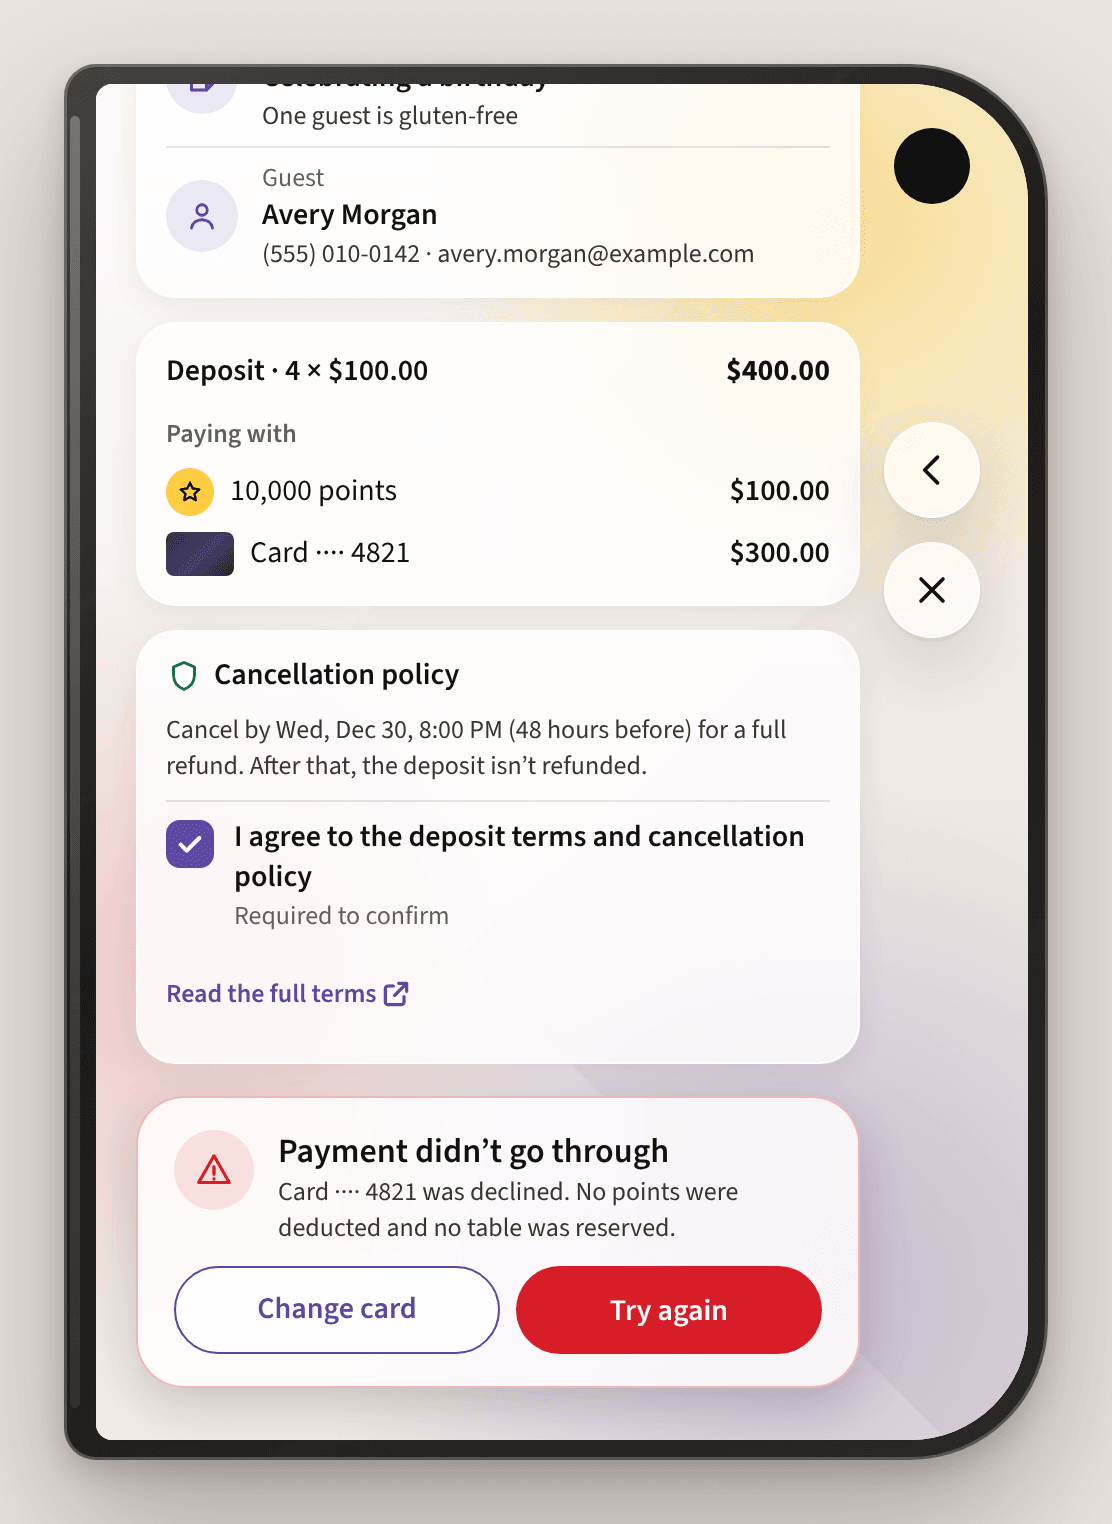 Celebrating a birthday
One guest is gluten-free
Guest
Avery Morgan
(555) 010-0142 · avery.morgan@example.com
Deposit · 4 × $100.00 $400.00
Paying with
10,000 points $100.00
Card ···· 4821 $300.00
Cancellation policy
Cancel by Wed, Dec 30, 8:00 PM (48 hours before) for a full
refund. After that, the deposit isn’t refunded.
I agree to the deposit terms and cancellation
policy
Required to confirm
Read the full terms
Payment didn’t go through
Card ···· 4821 was declined. No points were
deducted and no table was reserved.
Change card Try again